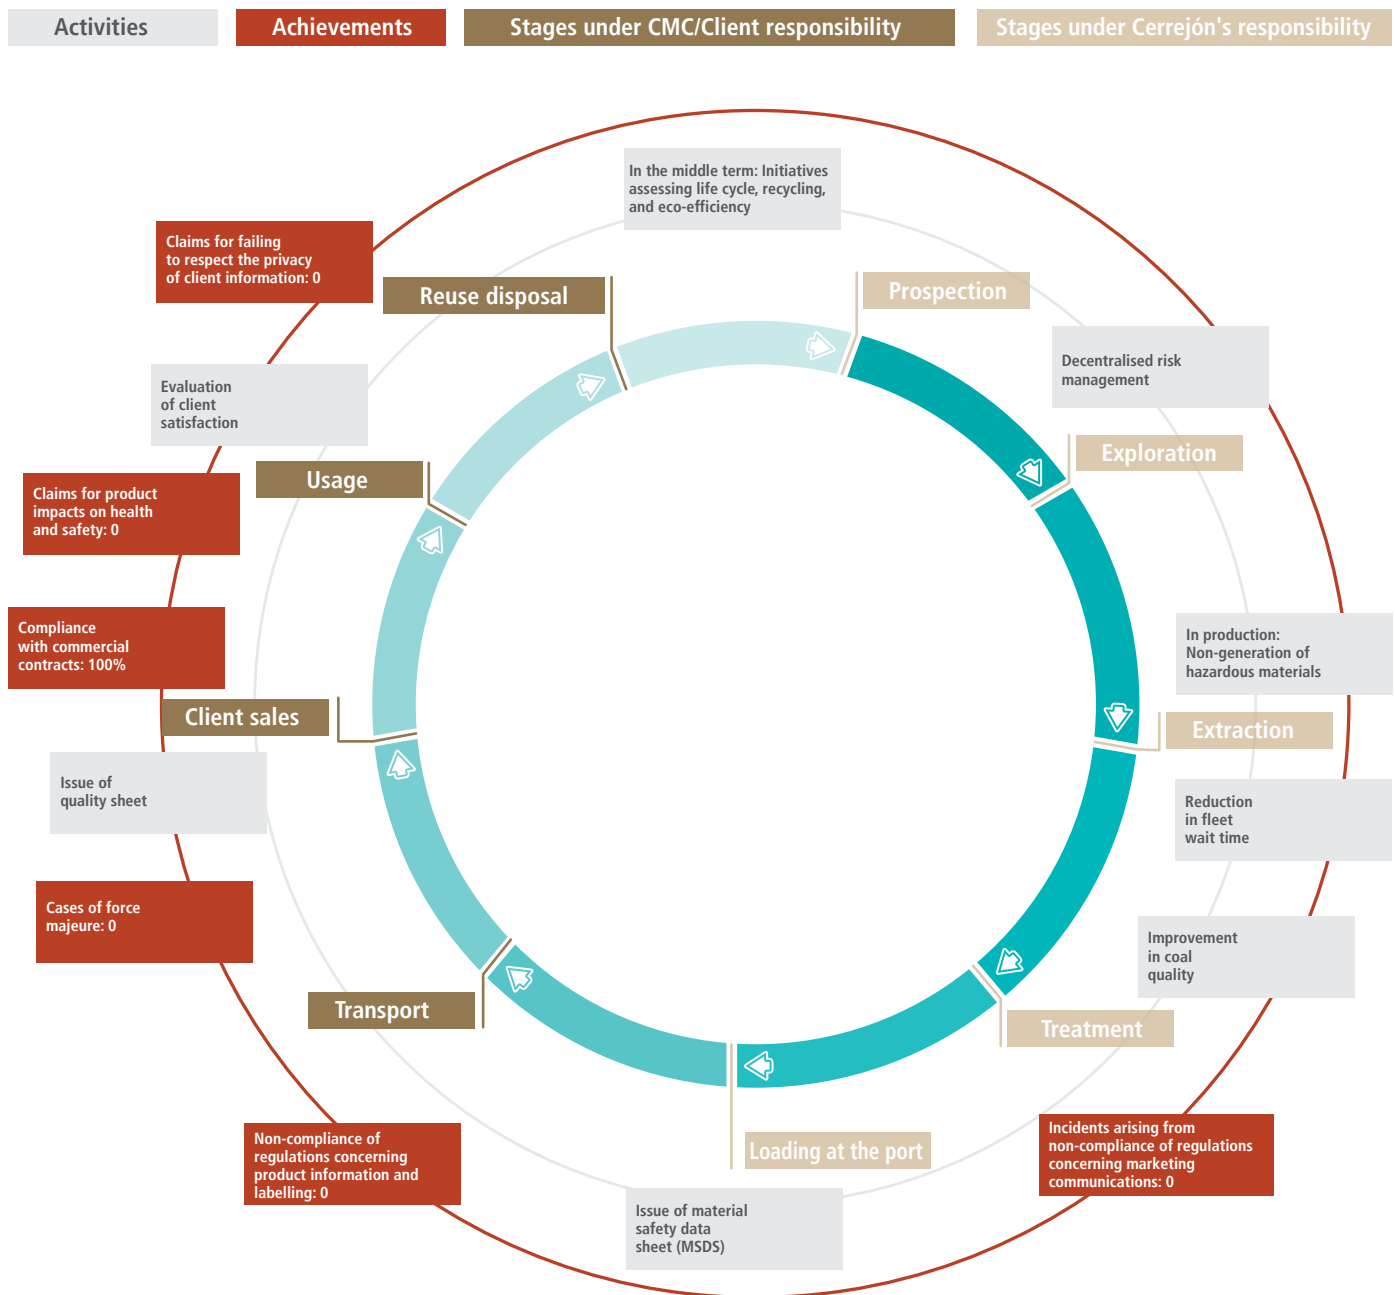 Activities
Achievements
Stages under CMC/Client responsibility
Stages under Cerrejón's responsibility
In the middle term: Initiatives
assessing life cycle, recycling,
and eco-efficiency
Claims for failing
to respect the privacy
of client information: 0
Reuse disposal
Prospection
Decentralised risk
management
Evaluation
of client
satisfaction
Exploration
Usage
Claims for product
impacts on health
and safety: 0
Compliance
with commercial
contracts: 100%
In production:
Non-generation of
hazardous materials
Client sales
Extraction
Issue of
quality sheet
Reduction
in fleet
wait time
Cases of force
majeure: 0
Improvement
in coal
quality
Transport
Treatment
Non-compliance of
regulations concerning
product information and
labelling: 0
Loading at the port
Incidents arising from
non-compliance of regulations
concerning marketing
communications: 0
Issue of material
safety data
sheet (MSDS)